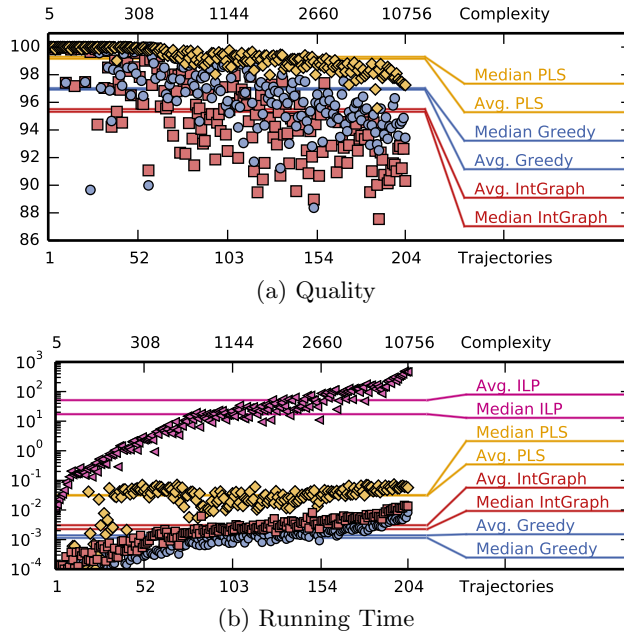 5 308 1144 2660 10756 Complexity
100
98
96
94
92
90
88
86
Median PLS
Avg. PLS
Median Greedy
Avg. Greedy
Avg. IntGraph
Median IntGraph
1 52 103 154 204 Trajectories
(a) Quality
5 308 1144 2660 10756 Complexity
10^3
10^2
10^1
10^0
10^-1
10^-2
10^-3
10^-4
Avg. ILP
Median ILP
Median PLS
Avg. PLS
Avg. IntGraph
Median IntGraph
Avg. Greedy
Median Greedy
1 52 103 154 204 Trajectories
(b) Running Time